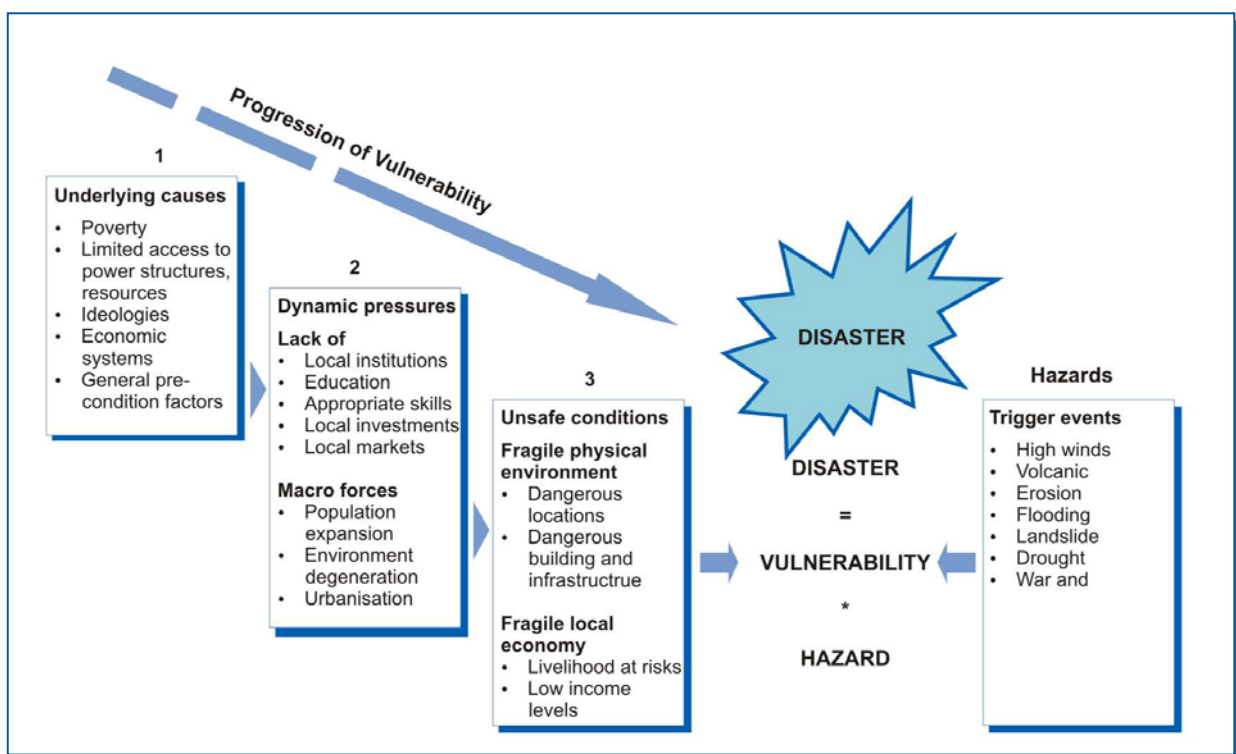 Progression of Vulnerability
1
Underlying causes
• Poverty
• Limited access to
power structures,
resources
• Ideologies
• Economic
systems
• General pre-
condition factors
2
Dynamic pressures
Lack of
• Local institutions
• Education
• Appropriate skills
• Local investments
• Local markets
Macro forces
• Population
expansion
• Environment
degeneration
• Urbanisation
3
Unsafe conditions
Fragile physical
environment
• Dangerous
locations
• Dangerous
building and
infrastructrue
Fragile local
economy
• Livelihood at risks
• Low income
levels
DISASTER
DISASTER
=
VULNERABILITY
*
HAZARD
Hazards
Trigger events
• High winds
• Volcanic
• Erosion
• Flooding
• Landslide
• Drought
• War and